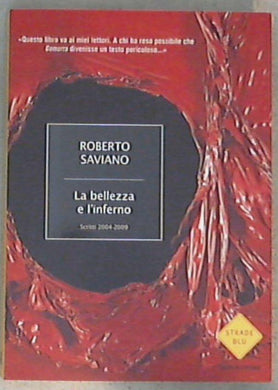 «Questo libro va ai miei lettori. A chi ha reso possibile che
Gomorra divenisse un testo pericoloso...»
ROBERTO
SAVIANO
La bellezza
e l'inferno
Scritti 2004-2009
STRADE
BLU